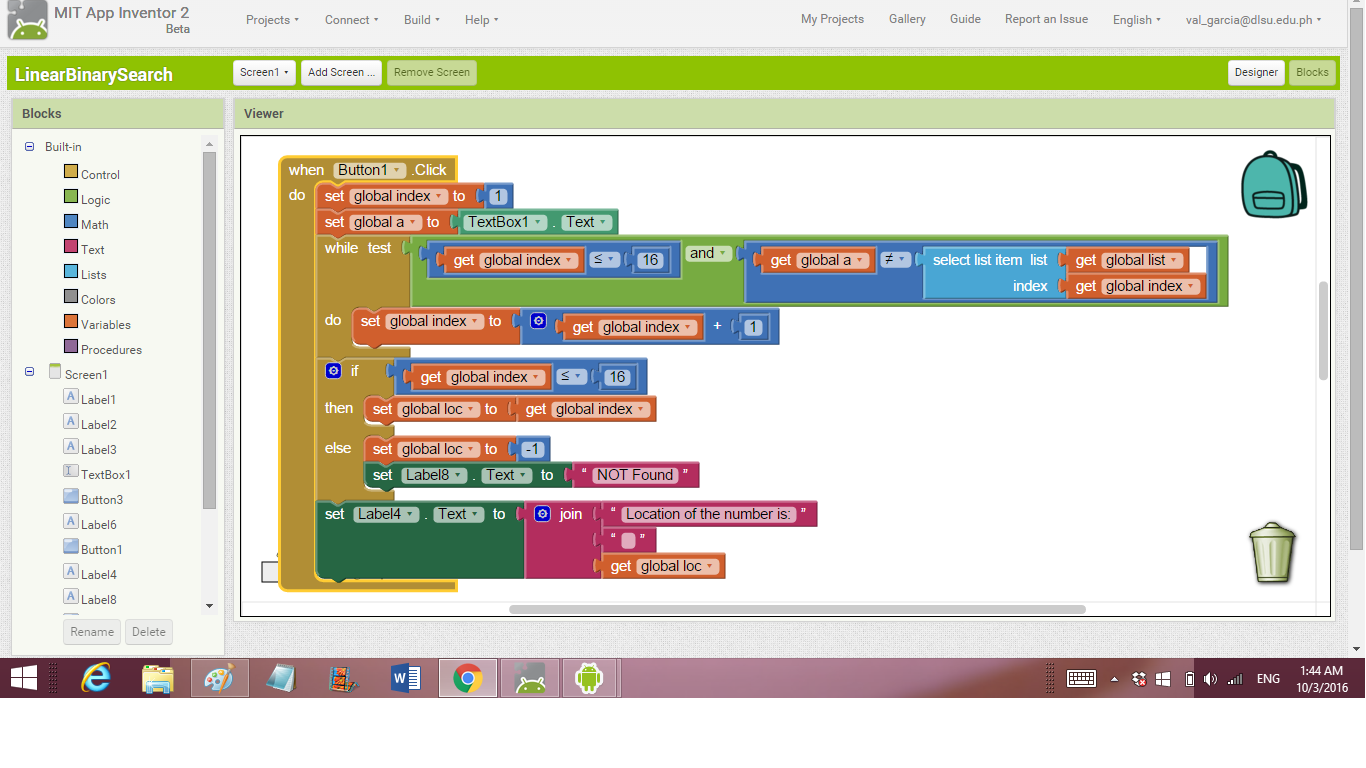 MIT App Inventor 2
Beta
Projects Connect Build Help My Projects Gallery Guide Report an Issue English val_garcia@dlsu.edu.ph
LinearBinarySearch Screen1 Add Screen ... Remove Screen Designer Blocks
Blocks
Built-in
Control
Logic
Math
Text
Lists
Colors
Variables
Procedures
Screen1
Label1
Label2
Label3
TextBox1
Button3
Label6
Button1
Label4
Label8
Rename Delete
Viewer
when Button1 .Click
do set global index to 1
set global a to TextBox1 . Text
while test get global index ≤ 16 and get global a ≠ select list item list get global list
index get global index
do set global index to get global index + 1
if get global index ≤ 16
then set global loc to get global index
else set global loc to -1
set Label8 . Text to " NOT Found "
set Label4 . Text to join " Location of the number is: "
" "
get global loc
W
ENG
1:44 AM
10/3/2016